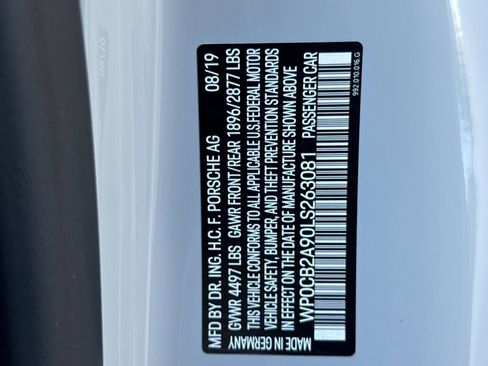 MFD BY DR. ING. H.C. F. PORSCHE AG 08/19
GVWR 4497 LBS GAWR FRONT/REAR 1896/2877 LBS
THIS VEHICLE CONFORMS TO ALL APPLICABLE U.S.FEDERAL MOTOR
VEHICLE SAFETY, BUMPER, AND THEFT PREVENTION STANDARDS
IN EFFECT ON THE DATE OF MANUFACTURE SHOWN ABOVE
WP0CB2A90LS263081 PASSENGER CAR
MADE IN GERMANY
992.010.016.G